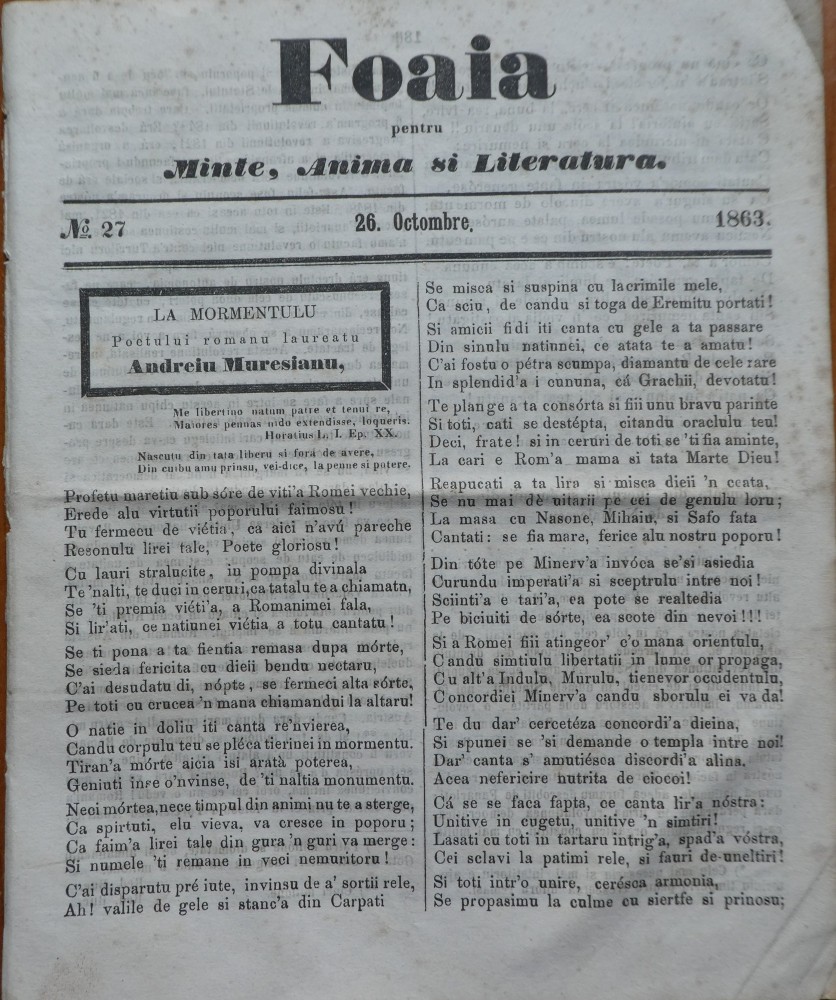 Foaia
pentru
Minte, Anima si Literatura.
No. 27
26. Octombre.
1863.
LA MORMENTULU
Poetului romanu laureatu
Andreiu Muresianu,
Me libertino natum patre et tenui re,
Maiores pennas nido extendisse, loqueris.
Horatius L. I. Ep. XX.
Nascutu din tata liberu si fora de avere,
Din cuibu amu prinsu, vei-dice, la penne si putere.
Profetu maretiu sub sóre de viti'a Romei vechie,
Erede alu virtutii poporului faimosu!
Tu fermecu de viétia, ca aici n'avú pareche
Resonulu lirei tale, Poete gloriosu!
Cu lauri stralucite, in pompa divinala
Te'nalti, te duci in ceruri, ca tatalu te a chiamatu,
Se 'ti premia viéti'a, a Romanimei fala,
Si lir'ati, ce natiunei viétia a totu cantatu!
Se ti pona a ta fientia remasa dupa mórte,
Se sieda fericita cu dieii bendu nectaru,
C'ai desudatu di, nópte, se fermeci alta sórte,
Pe toti cu crucea 'n mana chiamandui la altaru!
O natie in doliu iti canta re'nvierea,
Candu corpulu teu se pléca tierinei in mormentu.
Tiran'a mórte aicia isi aratà poterea,
Geniuti inse o'nvinse, de 'ti naltia monumentu.
Neci mórtea, nece timpul din animi nu te a sterge,
Ca spirtuti, elu vieva, va cresce in poporu;
Ca faim'a lirei tale din gura 'n guri va merge:
Si numele 'ti remane in veci nemuritoru!
C'ai disparutu pré iute, invinsu de a' sortii rele,
Ah! valile de gele si stanc'a din Carpati
Se misca si suspina cu lacrimile mele,
Ca sciu, de candu si toga de Eremitu portati!
Si amicii fidi iti canta cu gele a ta passare
Din sinulu natiunei, ce atata te a amatu!
C'ai fostu o pétra scumpa, diamantu de cele rare
In splendid'a i cununa, cá Grachii, devotatu!
Te plange a ta consórta si fiii unu bravu parinte
Si toti, cati se destépta, citandu oraclulu teu!
Deci, frate! si in ceruri de toti se 'ti fia aminte,
La cari e Rom'a mama si tata Marte Dieu!
Reapucati a ta lira si misca dieii 'n ceata,
Se nu mai dè uitarii pe cei de genulu loru;
La masa cu Nasone, Mihaiu, si Safo fata
Cantati: se fia mare, ferice alu nostru poporu!
Din tóte pe Minerv'a invóca se'si asiedia
Curundu imperati'a si sceptrulu intre noi!
Sciinti'a e tari'a, ea pote se realtedia
Pe biciuiti de sórte, ea scote din nevoi!!!
Si a Romei fiii atingeor' c'o mana orientulu,
Candu simtiulu libertatii in lume or propaga,
Cu alt'a Indulu, Murulu, tienevor occidentulu,
Concordiei Minerv'a candu sborulu ei va da!
Te du dar' cercetéza concordi'a dieina,
Si spunei se 'si demande o templa intre noi!
Dar' canta s' amutiésca discordi'a alina.
Acea nefericire nutrita de ciocoi!
Cá se se faca fapta, ce canta lir'a nóstra:
Unitive in cugetu, unitive 'n simtiri!
Lasati cu toti in tartaru intrig'a, spad'a vóstra,
Cei sclavi la patimi rele, si fauri de-uneltiri!
Si toti intr'o unire, cerésca armonia,
Se propasimu la culme cu siertfe si prinosu;